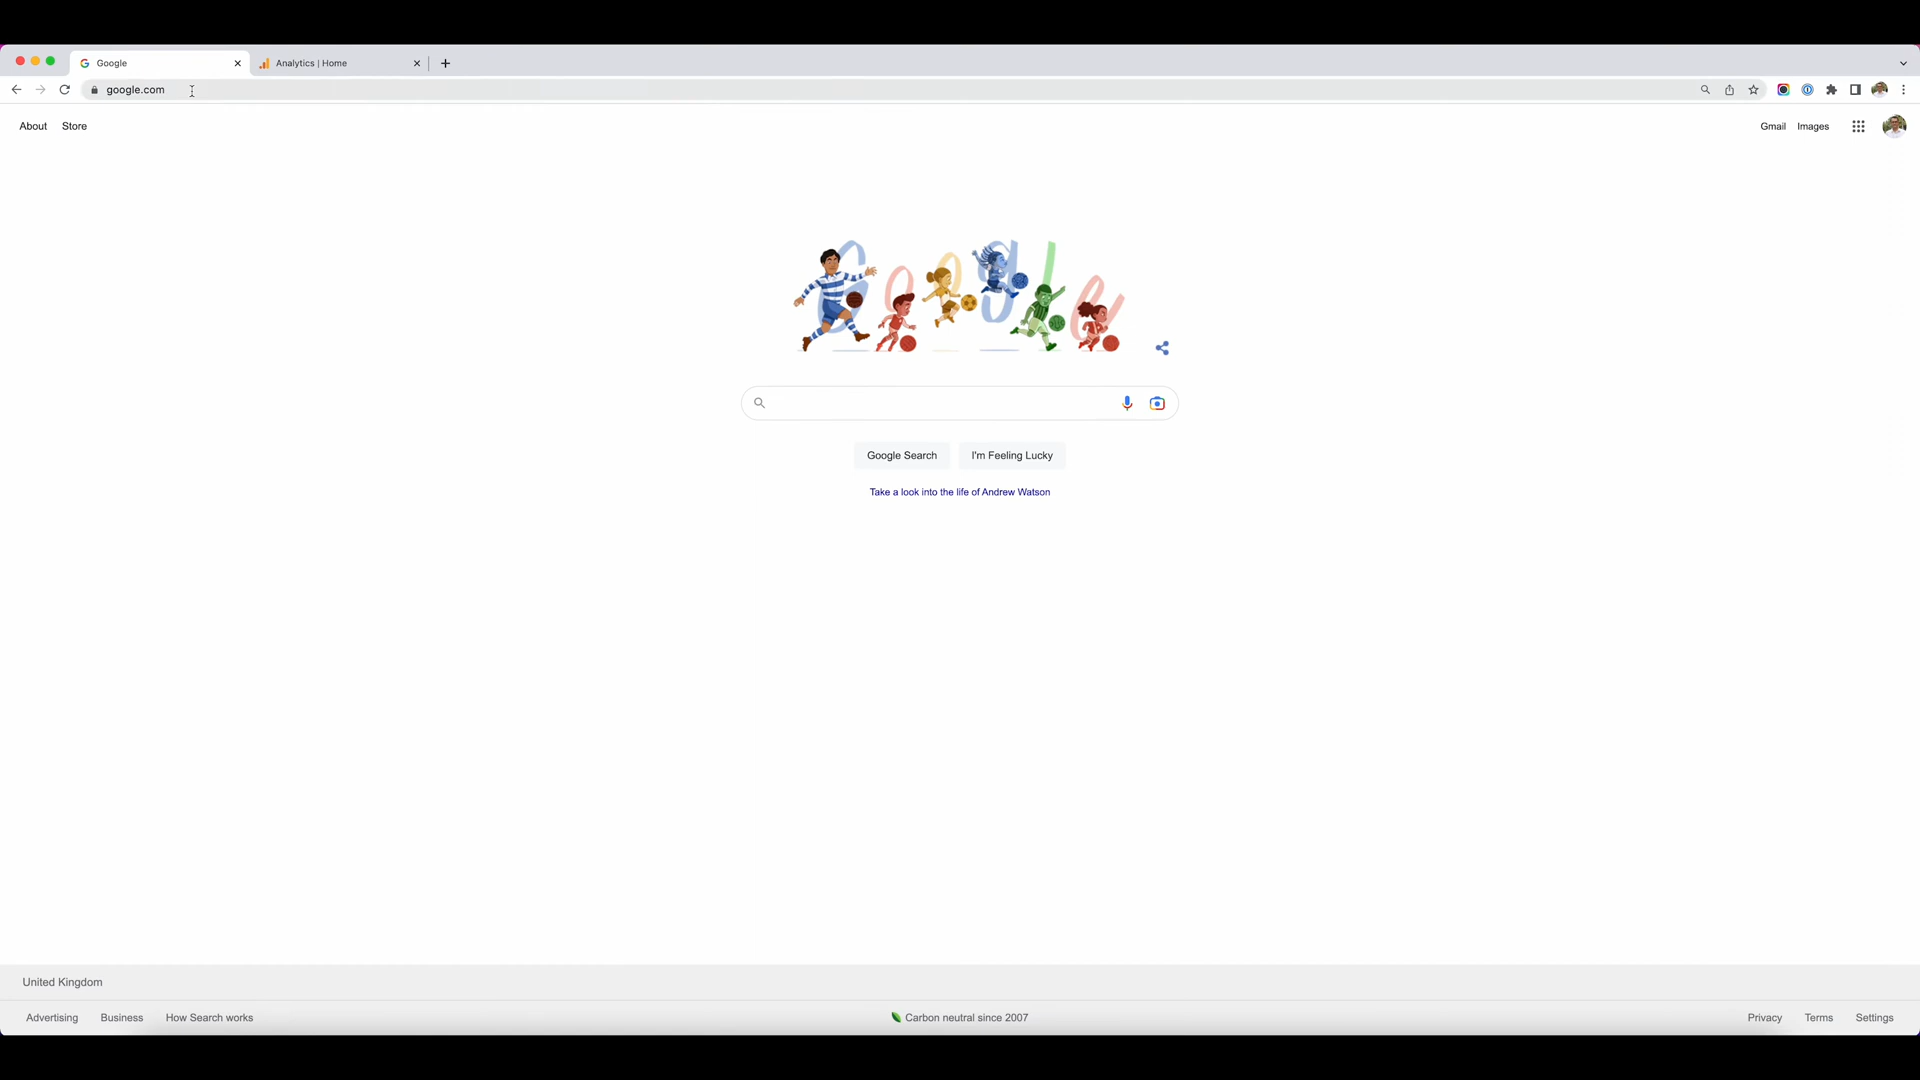 Google
Analytics | Home
google.com
About
Store
Gmail
Images
Google
Google Search
I'm Feeling Lucky
Take a look into the life of Andrew Watson
United Kingdom
Advertising
Business
How Search works
Carbon neutral since 2007
Privacy
Terms
Settings